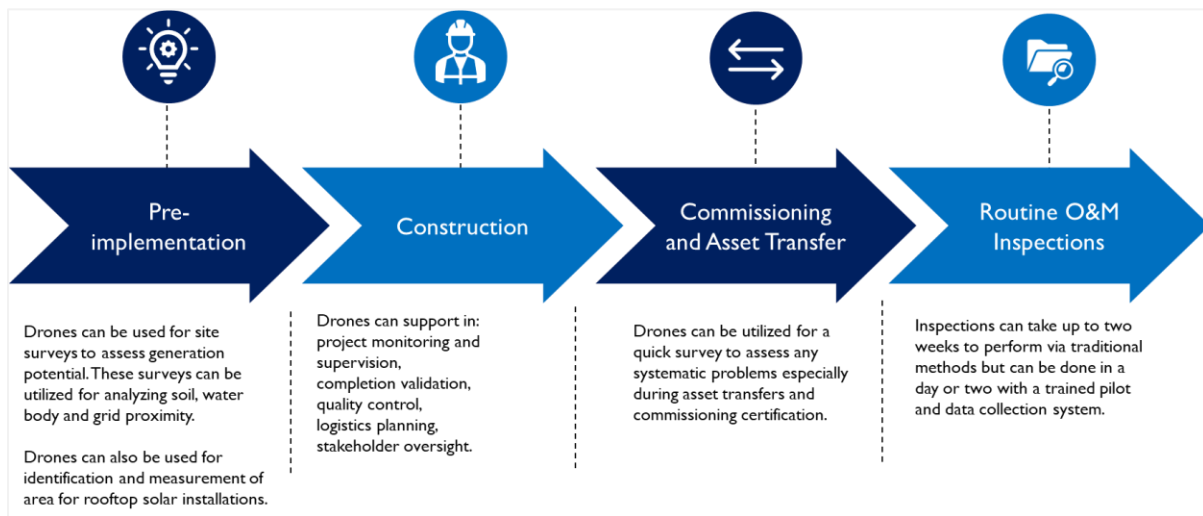 Pre-
implementation
Construction
Commissioning
and Asset Transfer
Routine O&M
Inspections
Drones can be used for site
surveys to assess generation
potential. These surveys can be
utilized for analyzing soil, water
body and grid proximity.
Drones can also be used for
identification and measurement of
area for rooftop solar installations.
Drones can support in:
project monitoring and
supervision,
completion validation,
quality control,
logistics planning,
stakeholder oversight.
Drones can be utilized for a
quick survey to assess any
systematic problems especially
during asset transfers and
commissioning certification.
Inspections can take up to two
weeks to perform via traditional
methods but can be done in a
day or two with a trained pilot
and data collection system.